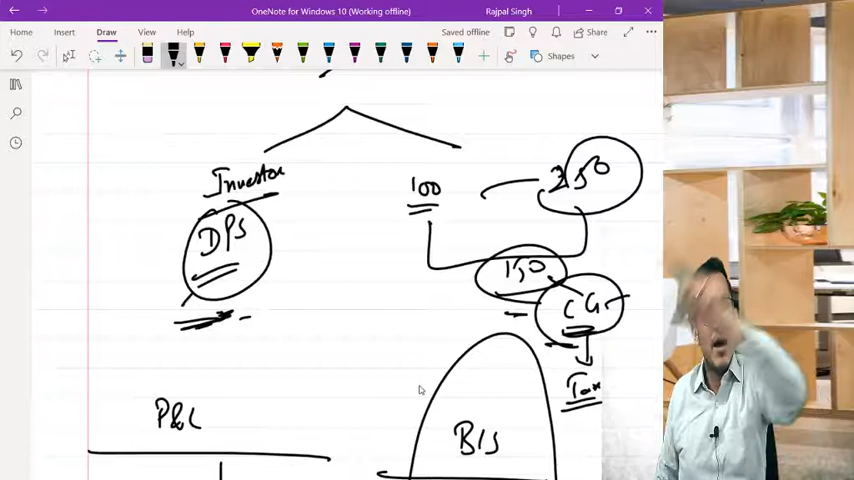 OneNote for Windows 10 (Working offline)
Rajpal Singh
Home Insert Draw View Help Saved offline Share
Shapes
Investor
100
250
DPS
150
CG
Tax
P&L
B/S